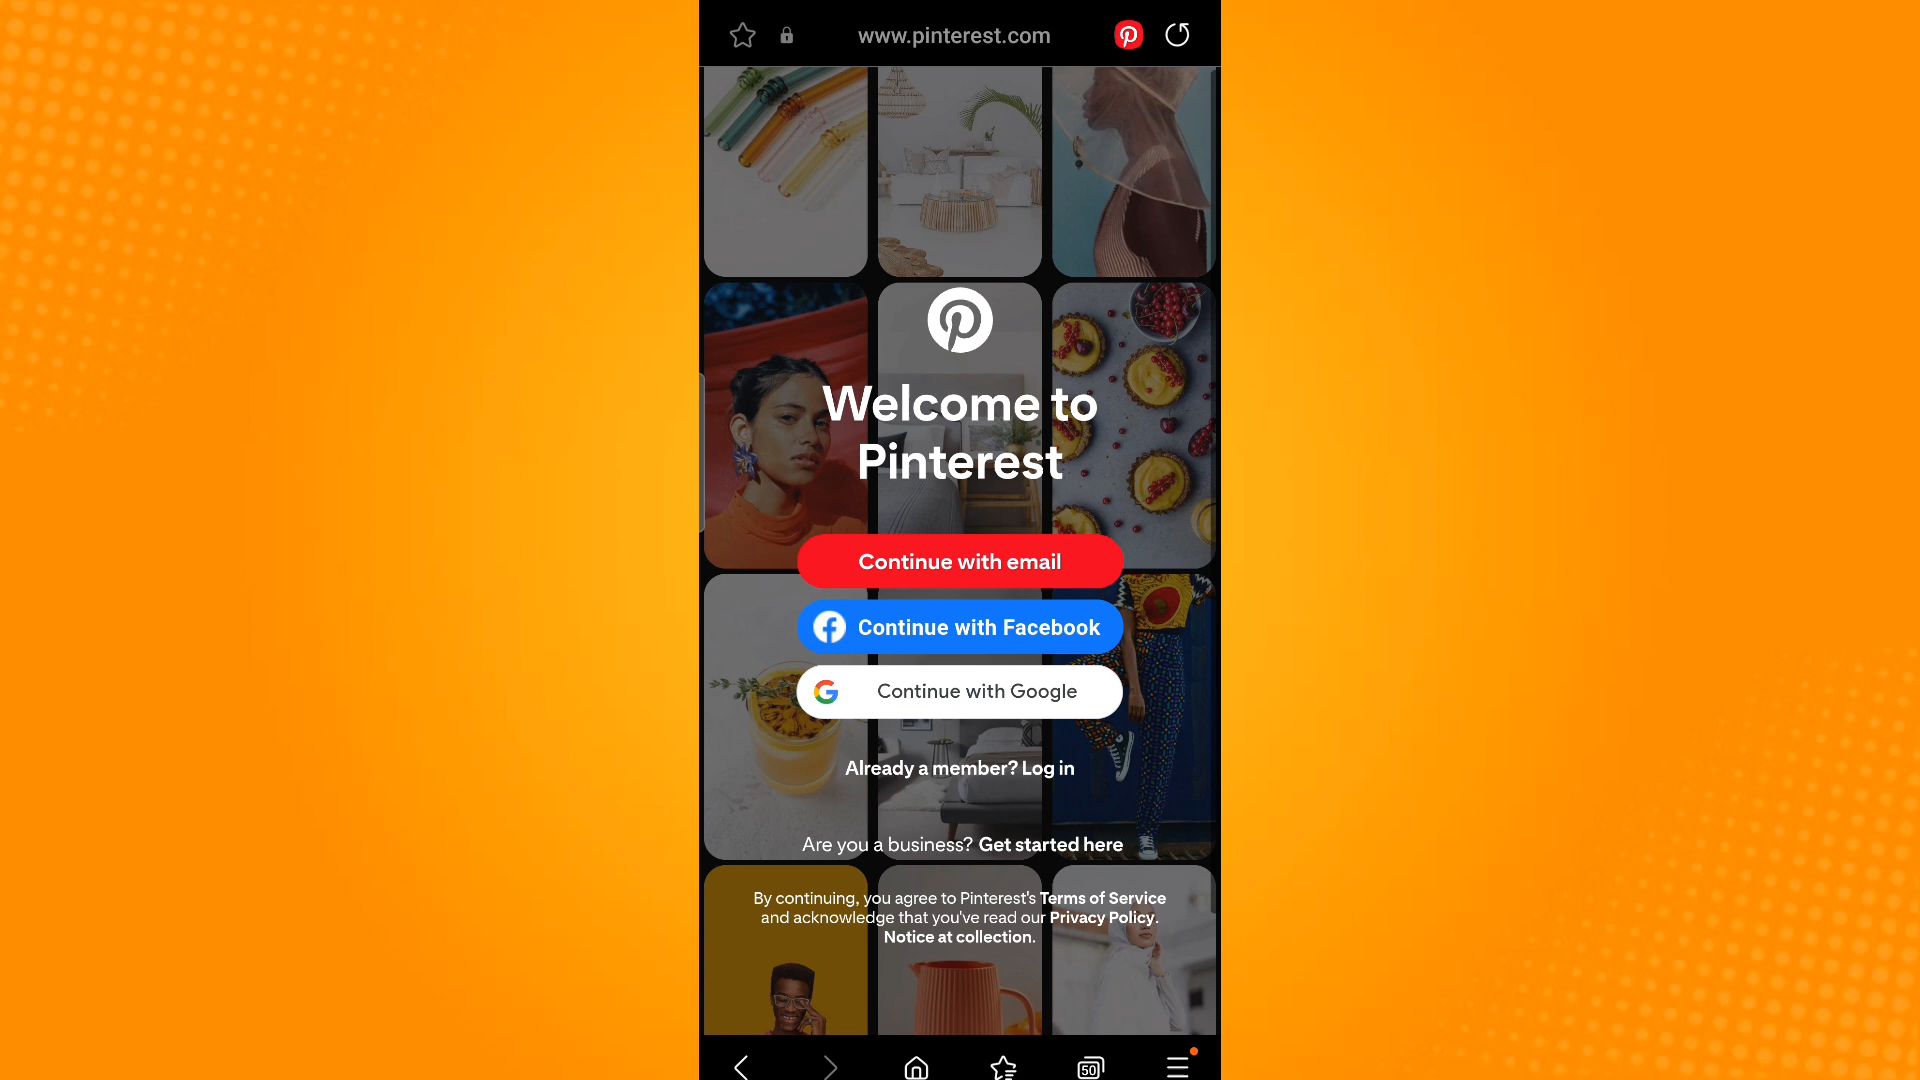 www.pinterest.com
Welcome to
Pinterest
Continue with email
Continue with Facebook
Continue with Google
Already a member? Log in
Are you a business? Get started here
By continuing, you agree to Pinterest's Terms of Service
and acknowledge that you've read our Privacy Policy.
Notice at collection.
50